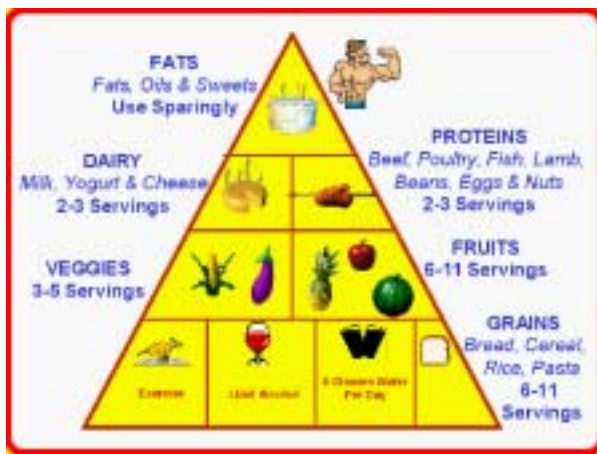 FATS
Fats, Oils & Sweets
Use Sparingly
PROTEINS
Beef, Poultry, Fish, Lamb,
Beans, Eggs & Nuts
2-3 Servings
DAIRY
Milk, Yogurt & Cheese
2-3 Servings
FRUITS
6-11 Servings
VEGGIES
3-5 Servings
GRAINS
Bread, Cereal,
Rice, Pasta
6-11
Servings
Exercise
Limit Alcohol
Glasses Water
Per Day